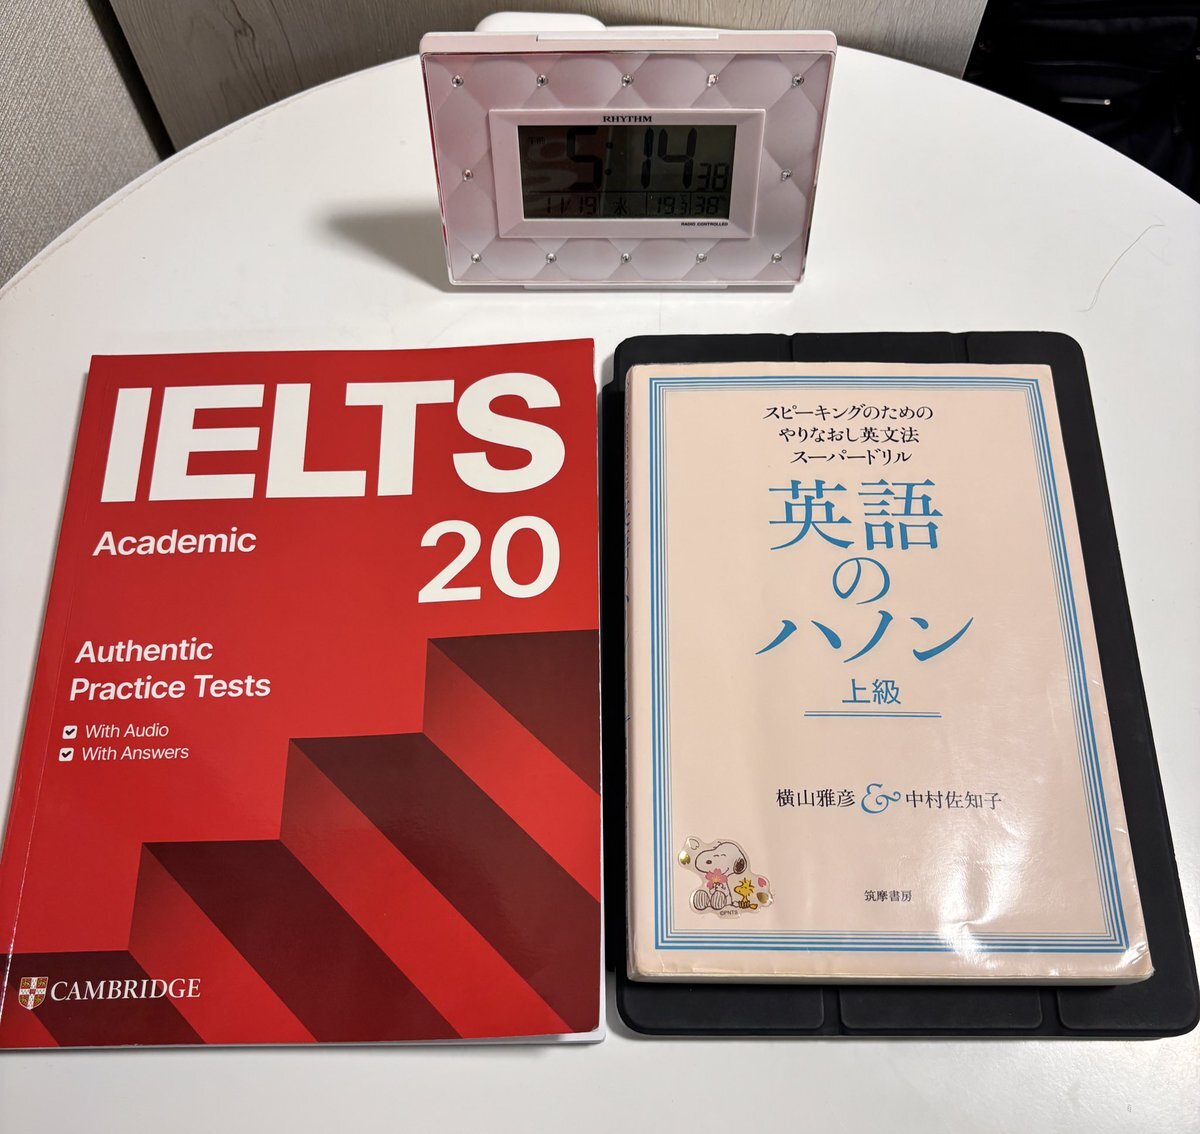 RHYTHM
午前 5:14 38
11/19 水 19.3 38
RADIO CONTROLLED
IELTS
Academic
20
Authentic
Practice Tests
With Audio
With Answers
CAMBRIDGE
スピーキングのための
やりなおし英文法
スーパードリル
英語
の
ハノン
上級
横山雅彦 & 中村佐知子
筑摩書房
©PNTS